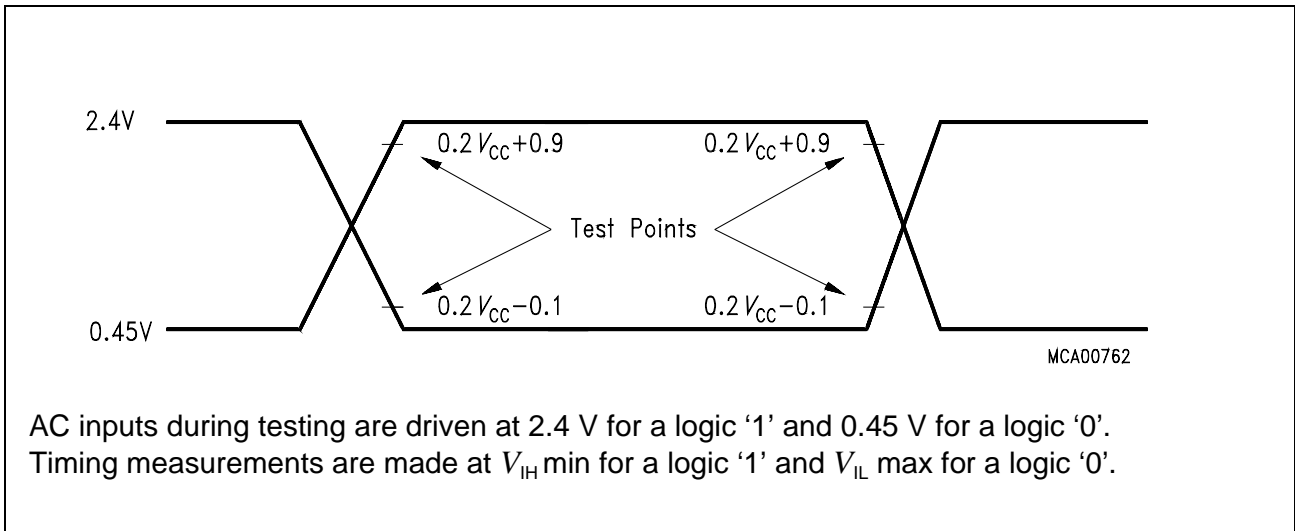 2.4V
0.2 VCC+0.9 0.2 VCC+0.9
Test Points
0.2 VCC−0.1 0.2 VCC−0.1
0.45V
MCA00762
AC inputs during testing are driven at 2.4 V for a logic ‘1’ and 0.45 V for a logic ‘0’.
Timing measurements are made at VIH min for a logic ‘1’ and VIL max for a logic ‘0’.